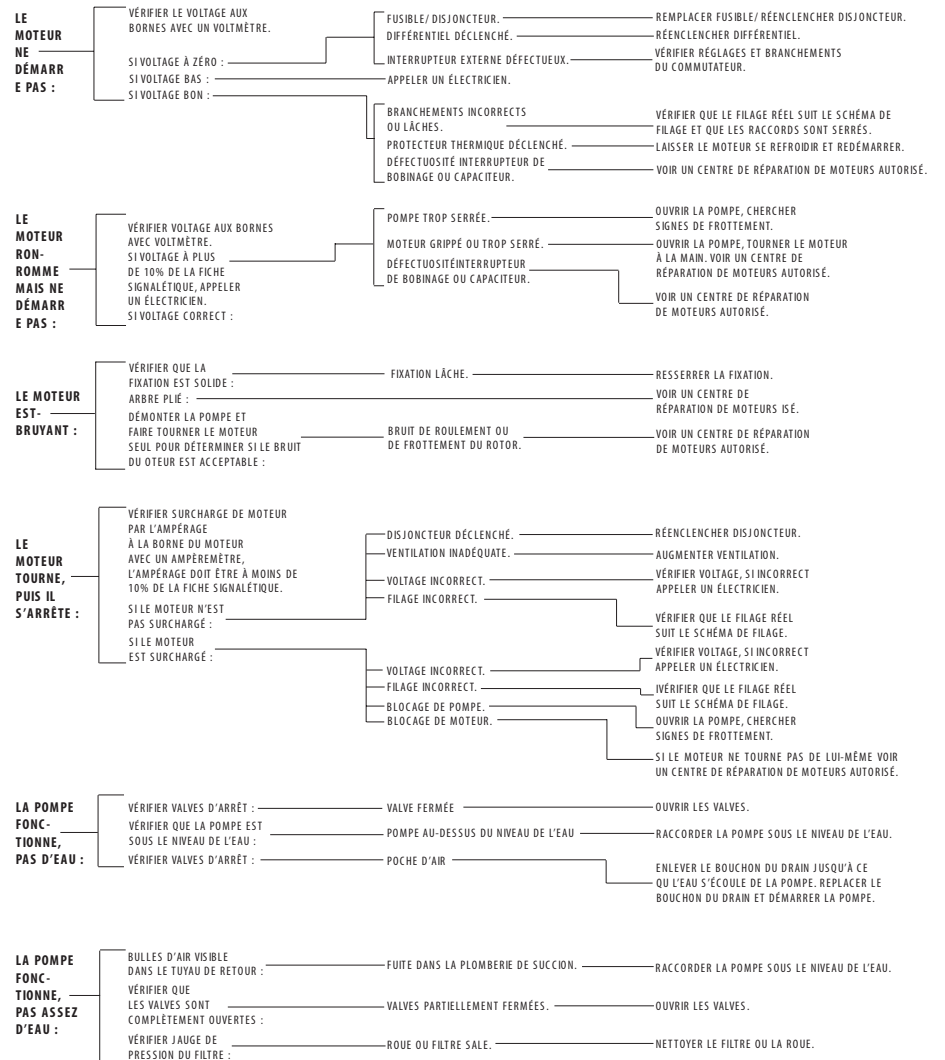 LE
MOTEUR
NE
DÉMARR
E PAS :
VÉRIFIER LE VOLTAGE AUX
BORNES AVEC UN VOLTMÈTRE.
SI VOLTAGE À ZÉRO :
SI VOLTAGE BAS :
SI VOLTAGE BON :
FUSIBLE/ DISJONCTEUR.
REMPLACER FUSIBLE/ RÉENCLENCHER DISJONCTEUR.
DIFFÉRENTIEL DÉCLENCHÉ.
RÉENCLENCHER DIFFÉRENTIEL.
INTERRUPTEUR EXTERNE DÉFECTUEUX.
VÉRIFIER RÉGLAGES ET BRANCHEMENTS
DU COMMUTATEUR.
APPELER UN ÉLECTRICIEN.
BRANCHEMENTS INCORRECTS
OU LÂCHES.
VÉRIFIER QUE LE FILAGE RÉEL SUIT LE SCHÉMA DE
FILAGE ET QUE LES RACCORDS SONT SERRÉS.
PROTECTEUR THERMIQUE DÉCLENCHÉ.
LAISSER LE MOTEUR SE REFROIDIR ET REDÉMARRER.
DÉFECTUOSITÉ INTERRUPTEUR DE
BOBINAGE OU CAPACITEUR.
VOIR UN CENTRE DE RÉPARATION DE MOTEURS AUTORISÉ.
LE
MOTEUR
RON-
ROMME
MAIS NE
DÉMARR
E PAS :
VÉRIFIER VOLTAGE AUX BORNES
AVEC VOLTMÈTRE.
SI VOLTAGE À PLUS
DE 10% DE LA FICHE
SIGNALÉTIQUE, APPELER
UN ÉLECTRICIEN.
SI VOLTAGE CORRECT :
POMPE TROP SERRÉE.
OUVRIR LA POMPE, CHERCHER
SIGNES DE FROTTEMENT.
MOTEUR GRIPPÉ OU TROP SERRÉ.
OUVRIR LA POMPE, TOURNER LE MOTEUR
À LA MAIN. VOIR UN CENTRE DE
RÉPARATION DE MOTEURS AUTORISÉ.
DÉFECTUOSITÉINTERRUPTEUR
DE BOBINAGE OU CAPACITEUR.
VOIR UN CENTRE DE RÉPARATION
DE MOTEURS AUTORISÉ.
LE MOTEUR
EST-
BRUYANT :
VÉRIFIER QUE LA
FIXATION EST SOLIDE :
FIXATION LÂCHE.
RESSERRER LA FIXATION.
ARBRE PLIÉ :
VOIR UN CENTRE DE
RÉPARATION DE MOTEURS ISÉ.
DÉMONTER LA POMPE ET
FAIRE TOURNER LE MOTEUR
SEUL POUR DÉTERMINER SI LE BRUIT
DU OTEUR EST ACCEPTABLE :
BRUIT DE ROULEMENT OU
DE FROTTEMENT DU ROTOR.
VOIR UN CENTRE DE RÉPARATION
DE MOTEURS AUTORISÉ.
LE
MOTEUR
TOURNE,
PUIS IL
S'ARRÊTE :
VÉRIFIER SURCHARGE DE MOTEUR
PAR L'AMPÉRAGE
À LA BORNE DU MOTEUR
AVEC UN AMPÈREMÈTRE,
L'AMPÉRAGE DOIT ÊTRE À MOINS DE
10% DE LA FICHE SIGNALÉTIQUE.
SI LE MOTEUR N'EST
PAS SURCHARGÉ :
SI LE MOTEUR
EST SURCHARGÉ :
DISJONCTEUR DÉCLENCHÉ.
RÉENCLENCHER DISJONCTEUR.
VENTILATION INADÉQUATE.
AUGMENTER VENTILATION.
VOLTAGE INCORRECT.
VÉRIFIER VOLTAGE, SI INCORRECT
APPELER UN ÉLECTRICIEN.
FILAGE INCORRECT.
VÉRIFIER QUE LE FILAGE RÉEL
SUIT LE SCHÉMA DE FILAGE.
VOLTAGE INCORRECT.
VÉRIFIER VOLTAGE, SI INCORRECT
APPELER UN ÉLECTRICIEN.
FILAGE INCORRECT.
IVÉRIFIER QUE LE FILAGE RÉEL
SUIT LE SCHÉMA DE FILAGE.
BLOCAGE DE POMPE.
OUVRIR LA POMPE, CHERCHER
SIGNES DE FROTTEMENT.
BLOCAGE DE MOTEUR.
SI LE MOTEUR NE TOURNE PAS DE LUI-MÊME VOIR
UN CENTRE DE RÉPARATION DE MOTEURS AUTORISÉ.
LA POMPE
FONC-
TIONNE,
PAS D'EAU :
VÉRIFIER VALVES D'ARRÊT :
VALVE FERMÉE
OUVRIR LES VALVES.
VÉRIFIER QUE LA POMPE EST
SOUS LE NIVEAU DE L'EAU :
POMPE AU-DESSUS DU NIVEAU DE L'EAU
RACCORDER LA POMPE SOUS LE NIVEAU DE L'EAU.
VÉRIFIER VALVES D'ARRÊT :
POCHE D'AIR
ENLEVER LE BOUCHON DU DRAIN JUSQU'À CE
QU L'EAU S'ÉCOULE DE LA POMPE. REPLACER LE
BOUCHON DU DRAIN ET DÉMARRER LA POMPE.
LA POMPE
FONC-
TIONNE,
PAS ASSEZ
D'EAU :
BULLES D'AIR VISIBLE
DANS LE TUYAU DE RETOUR :
FUITE DANS LA PLOMBERIE DE SUCCION.
RACCORDER LA POMPE SOUS LE NIVEAU DE L'EAU.
VÉRIFIER QUE
LES VALVES SONT
COMPLÈTEMENT OUVERTES :
VALVES PARTIELLEMENT FERMÉES.
OUVRIR LES VALVES.
VÉRIFIER JAUGE DE
PRESSION DU FILTRE :
ROUE OU FILTRE SALE.
NETTOYER LE FILTRE OU LA ROUE.